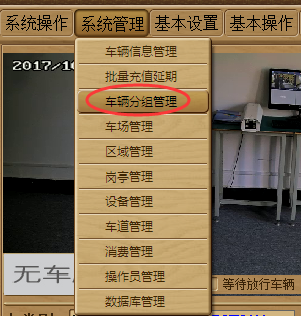 系统操作 系统管理 基本设置 基本操作
2017/10
车辆信息管理
批量充值延期
车辆分组管理
车场管理
区域管理
岗亭管理
设备管理
车道管理
消费管理
操作员管理
数据库管理
无车
等待放行车辆